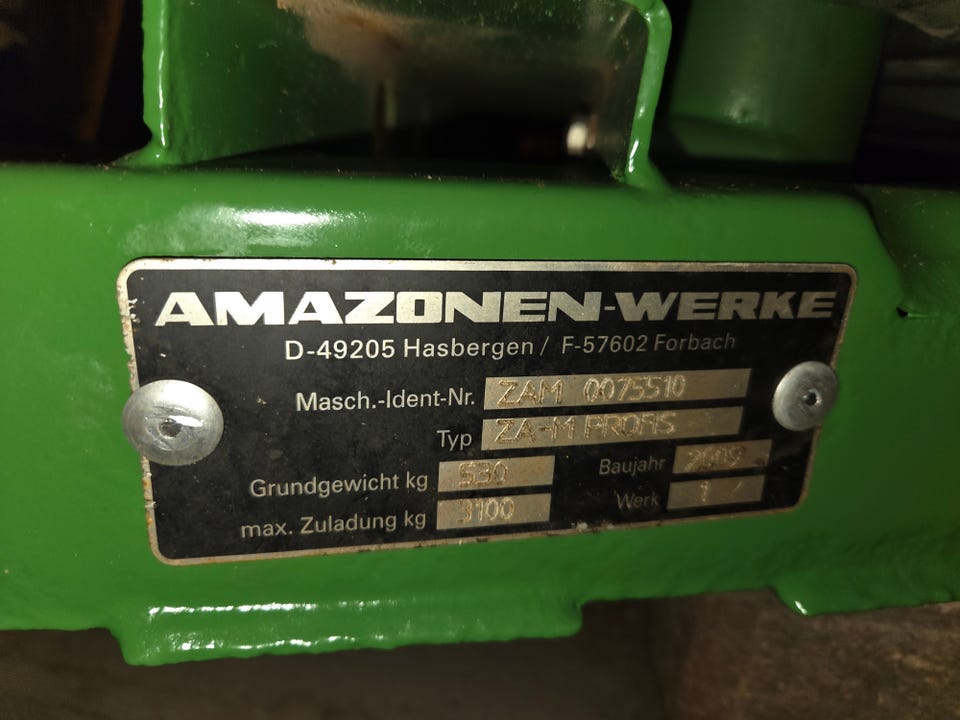 AMAZONEN-WERKE
D-49205 Hasbergen / F-57602 Forbach
Masch.-Ident-Nr. ZAM 0075510
Typ ZA-M PROFIS
Grundgewicht kg 530 Baujahr 2009
max. Zuladung kg 3100 Werk 1 /